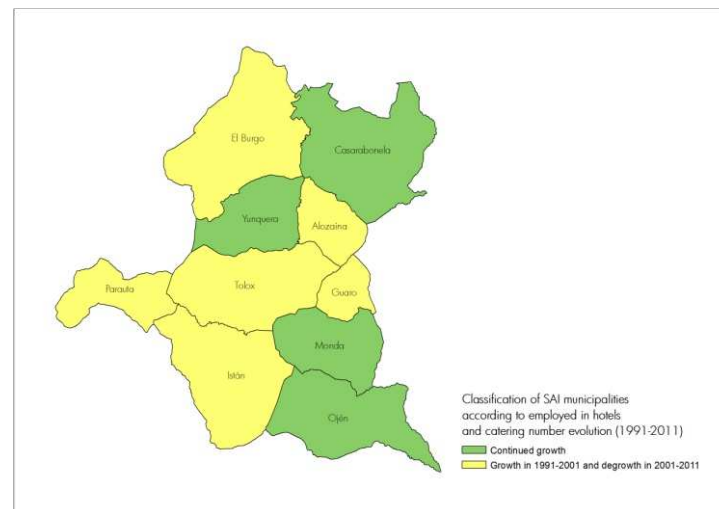 El Burgo
Casarabonela
Yunquera
Alozaina
Parauta
Tolox
Guaro
Monda
Istán
Ojén
Classification of SAI municipalities
according to employed in hotels
and catering number evolution (1991-2011)
Continued growth
Growth in 1991-2001 and degrowth in 2001-2011